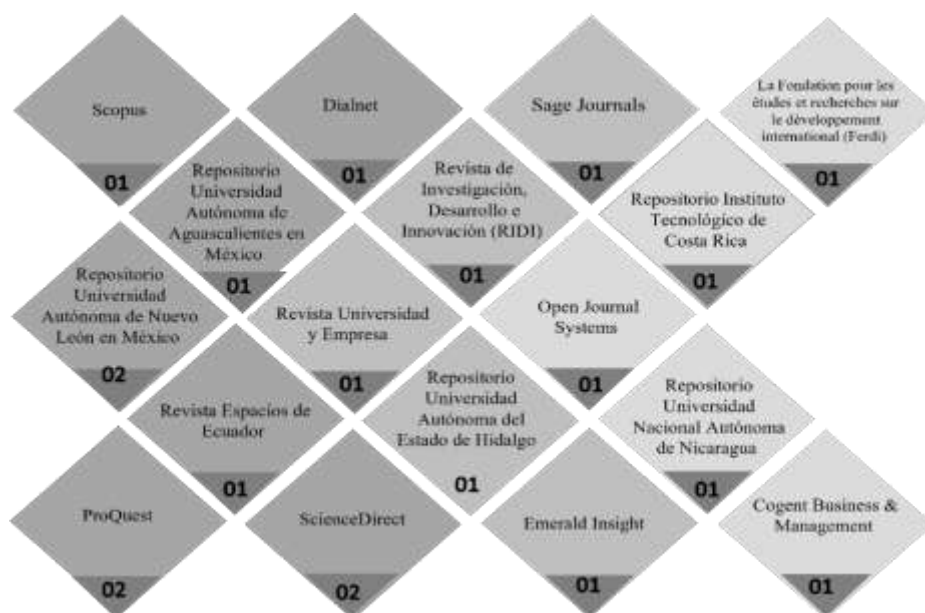 Scopus
01
Dialnet
01
Sage Journals
01
La Fondation pour les
études et recherches sur
le développement
international (Ferdi)
01
Repositorio
Universidad
Autónoma de
Aguascalientes en
México
01
Revista de
Investigación,
Desarrollo e
Innovación (RIDI)
01
Repositorio Instituto
Tecnológico de
Costa Rica
01
Repositorio
Universidad
Autónoma de Nuevo
León en México
02
Revista Universidad
y Empresa
01
Open Journal
Systems
01
Revista Espacios de
Ecuador
01
Repositorio
Universidad
Autónoma del
Estado de Hidalgo
01
Repositorio
Universidad
Nacional Autónoma
de Nicaragua
01
ProQuest
02
ScienceDirect
02
Emerald Insight
01
Cogent Business &
Management
01